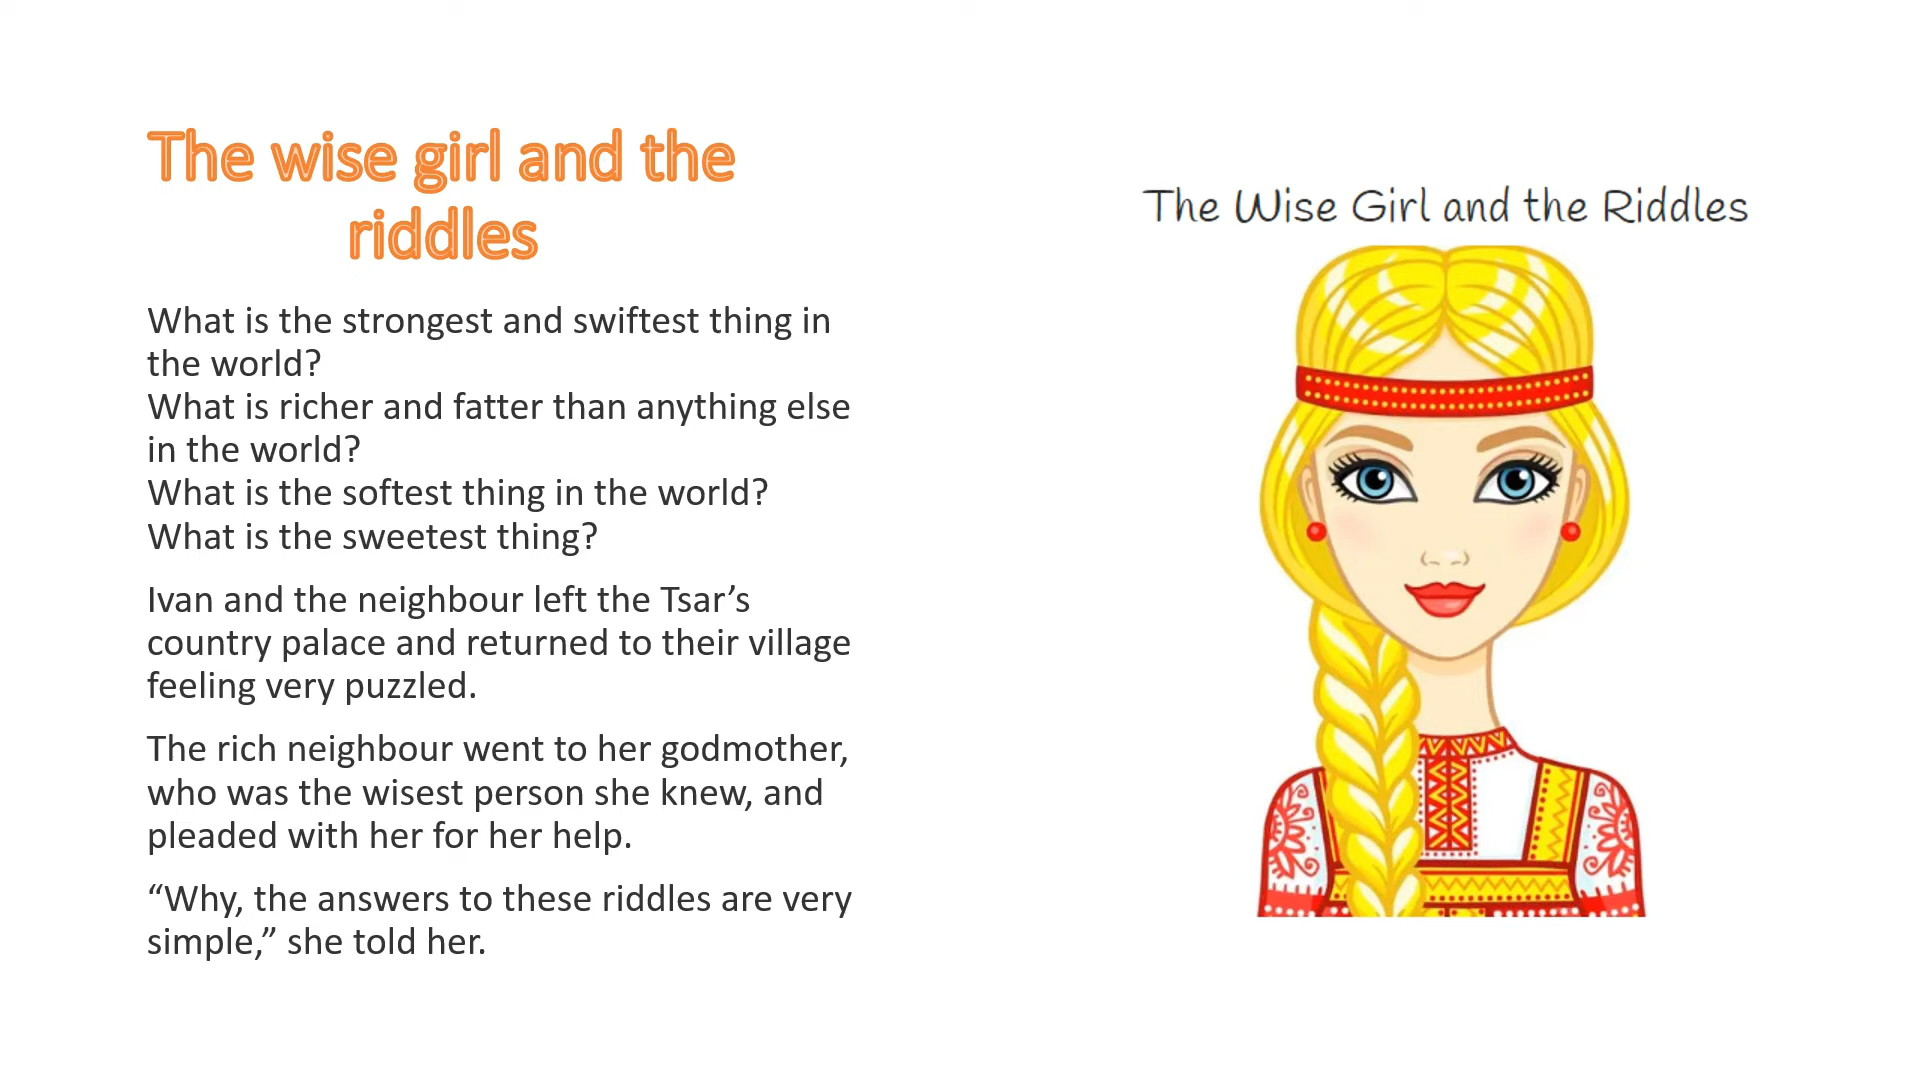 The wise girl and the
riddles
What is the strongest and swiftest thing in
the world?
What is richer and fatter than anything else
in the world?
What is the softest thing in the world?
What is the sweetest thing?
Ivan and the neighbour left the Tsar’s
country palace and returned to their village
feeling very puzzled.
The rich neighbour went to her godmother,
who was the wisest person she knew, and
pleaded with her for her help.
“Why, the answers to these riddles are very
simple,” she told her.
The Wise Girl and the Riddles